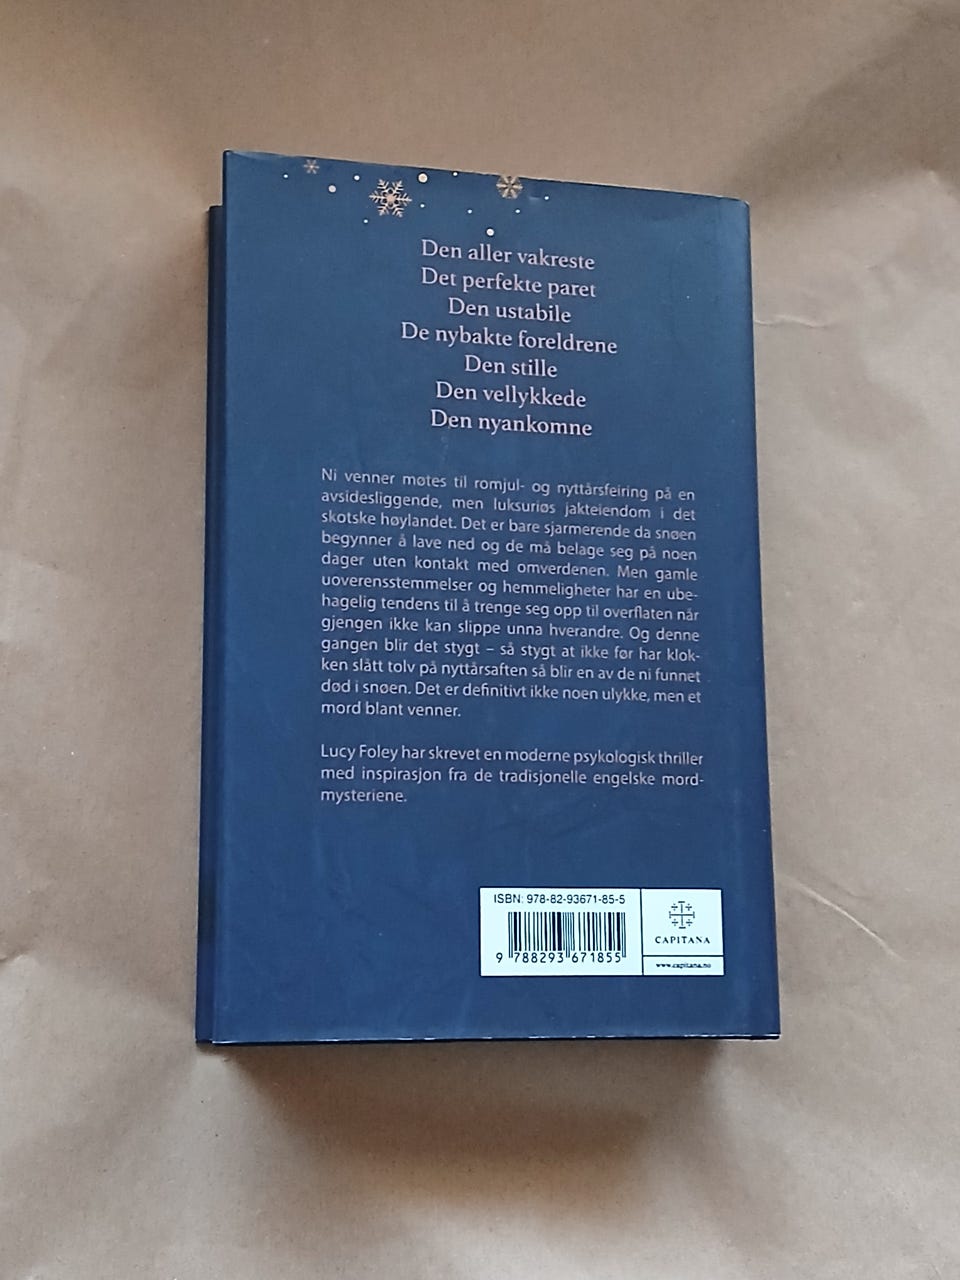 Den aller vakreste
Det perfekte paret
Den ustabile
De nybakte foreldrene
Den stille
Den vellykkede
Den nyankomne
Ni venner møtes til romjul- og nyttårsfeiring på en
avsidesliggende, men luksuriøs jakteiendom i det
skotske høylandet. Det er bare sjarmerende da snøen
begynner å lave ned og de må belage seg på noen
dager uten kontakt med omverdenen. Men gamle
uoverensstemmelser og hemmeligheter har en ube-
hagelig tendens til å trenge seg opp til overflaten når
gjengen ikke kan slippe unna hverandre. Og denne
gangen blir det stygt – så stygt at ikke før har klok-
ken slått tolv på nyttårsaften så blir en av de ni funnet
død i snøen. Det er definitivt ikke noen ulykke, men et
mord blant venner.
Lucy Foley har skrevet en moderne psykologisk thriller
med inspirasjon fra de tradisjonelle engelske mord-
mysteriene.
ISBN: 978-82-93671-85-5
9 788293 671855
CAPITANA
www.capitana.no